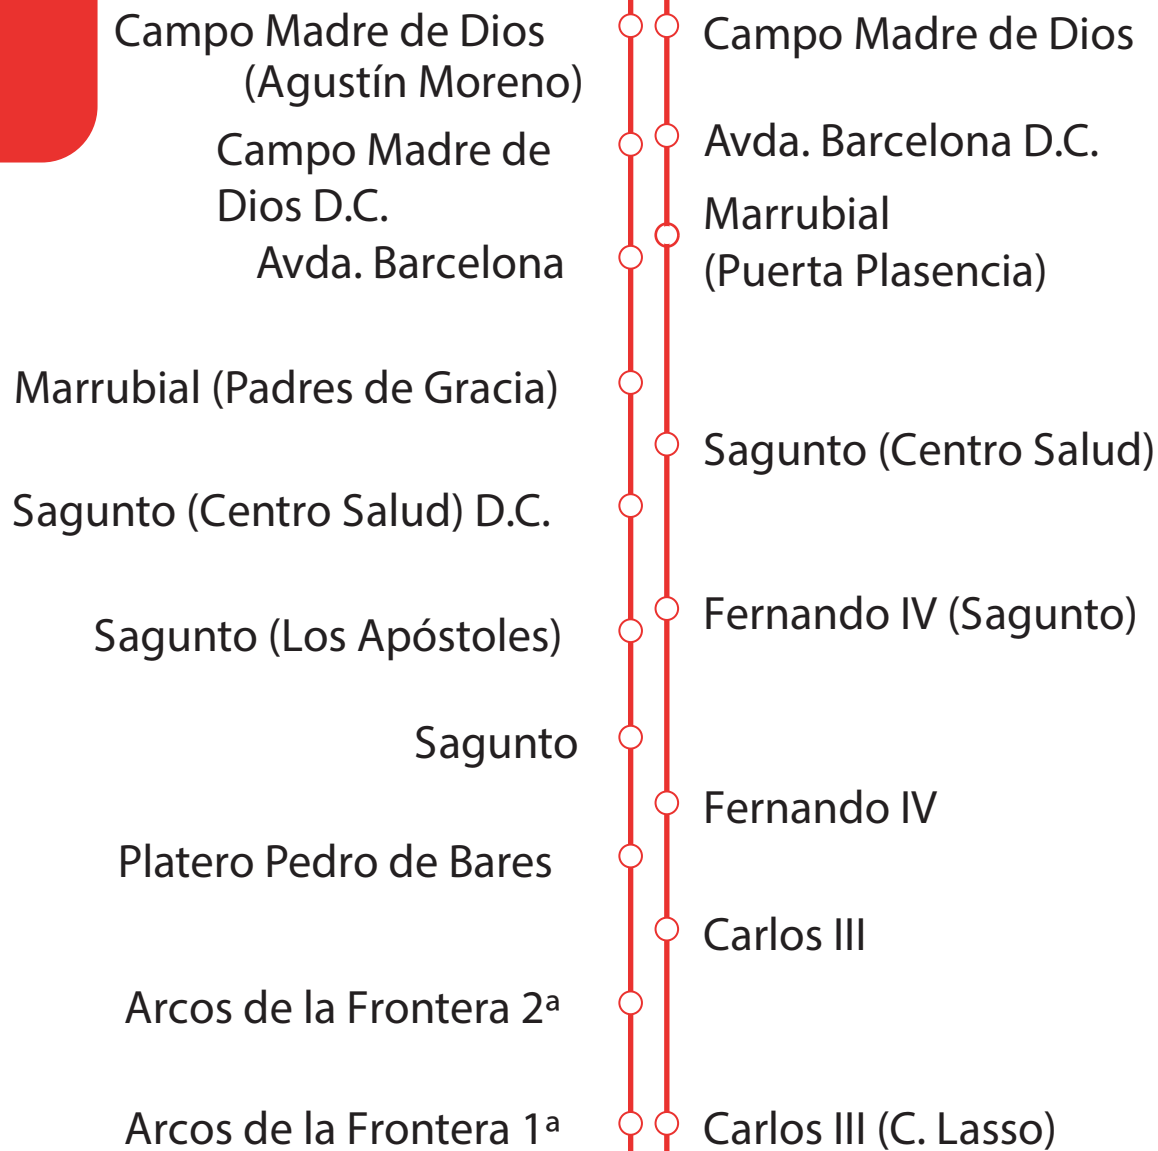 Campo Madre de Dios
(Agustín Moreno)
Campo Madre de
Dios D.C.
Avda. Barcelona
Marrubial (Padres de Gracia)
Sagunto (Centro Salud) D.C.
Sagunto (Los Apóstoles)
Sagunto
Platero Pedro de Bares
Arcos de la Frontera 2ª
Arcos de la Frontera 1ª
Campo Madre de Dios
Avda. Barcelona D.C.
Marrubial
(Puerta Plasencia)
Sagunto (Centro Salud)
Fernando IV (Sagunto)
Fernando IV
Carlos III
Carlos III (C. Lasso)